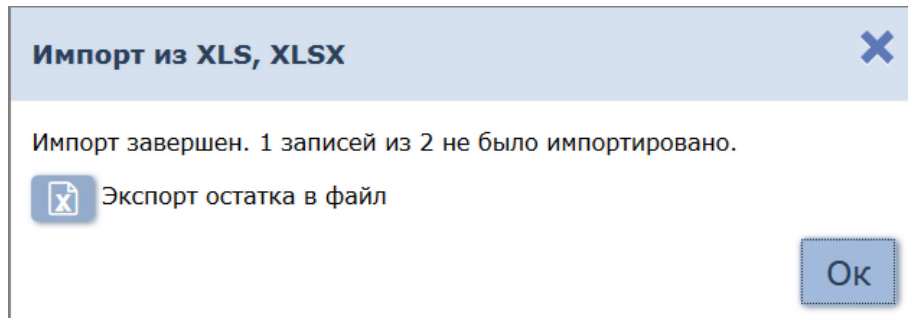 Импорт из XLS, XLSX
Импорт завершен. 1 записей из 2 не было импортировано.
Экспорт остатка в файл
Ок